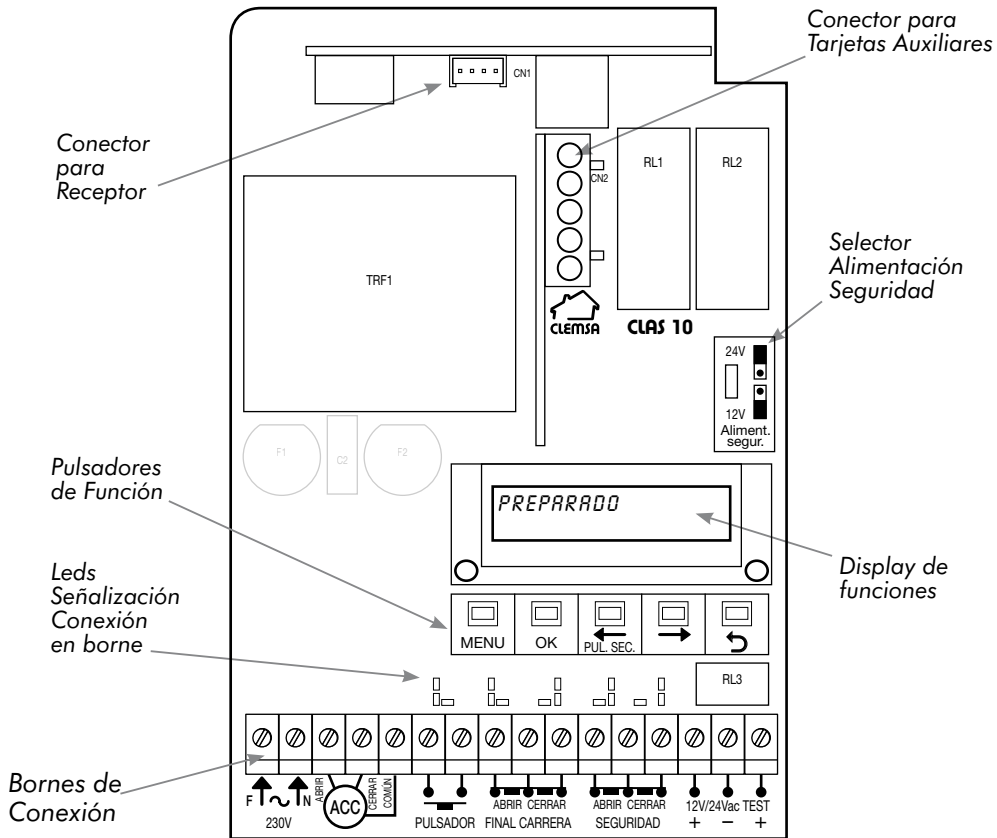 Conector para
Tarjetas Auxiliares
CN1
Conector
para
Receptor
RL1
RL2
CN2
TRF1
Selector
Alimentación
Seguridad
CLEMSA
CLAS 10
24V
12V
Aliment.
segur.
F1
C2
F2
Pulsadores
de Función
PREPARADO
Display de
funciones
Leds
Señalización
Conexión
en borne
MENU
OK
PUL. SEC.
RL3
Bornes de
Conexión
F
N
230V
ABRIR
ACC
CERRAR
COMÚN
PULSADOR
ABRIR CERRAR
FINAL CARRERA
ABRIR CERRAR
SEGURIDAD
12V/24Vac TEST
+ − +